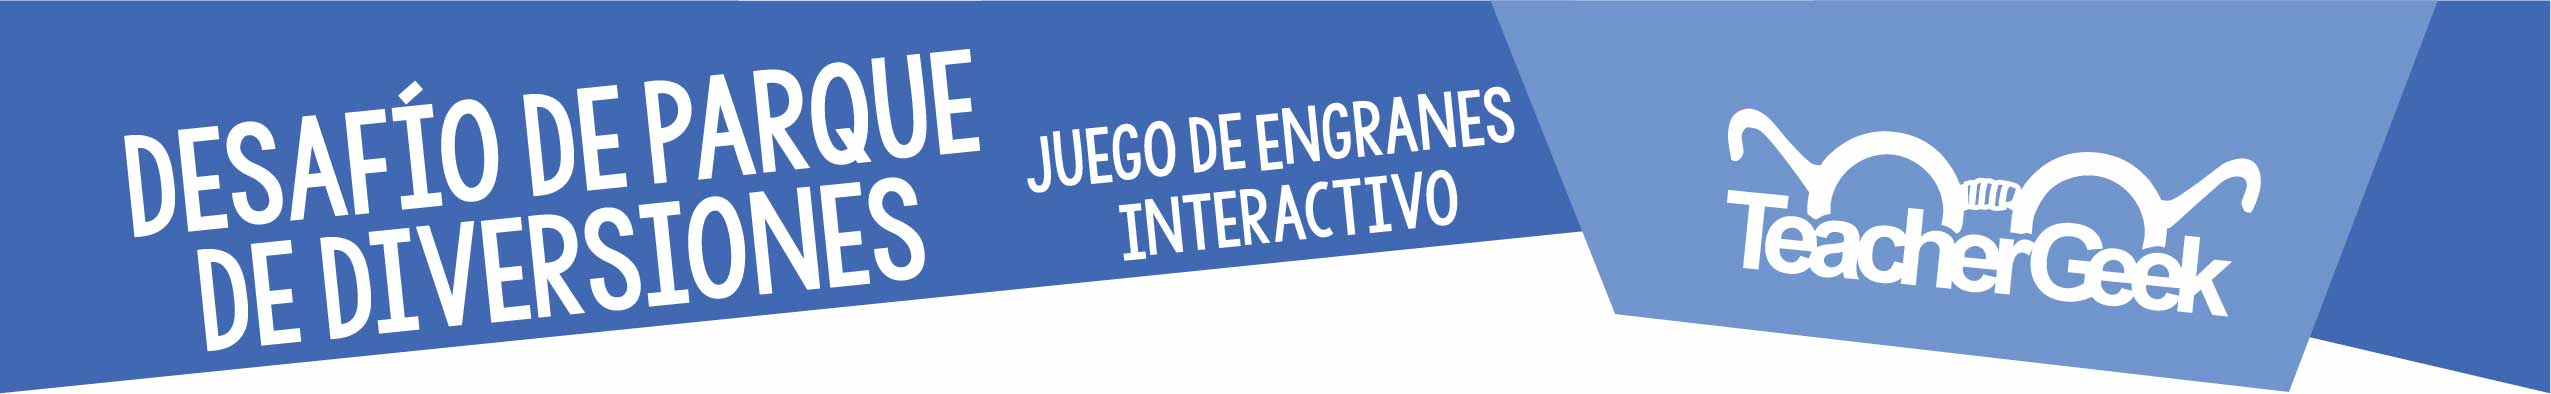 DESAFÍO DE PARQUE
DE DIVERSIONES
JUEGO DE ENGRANES
INTERACTIVO
TeacherGeek